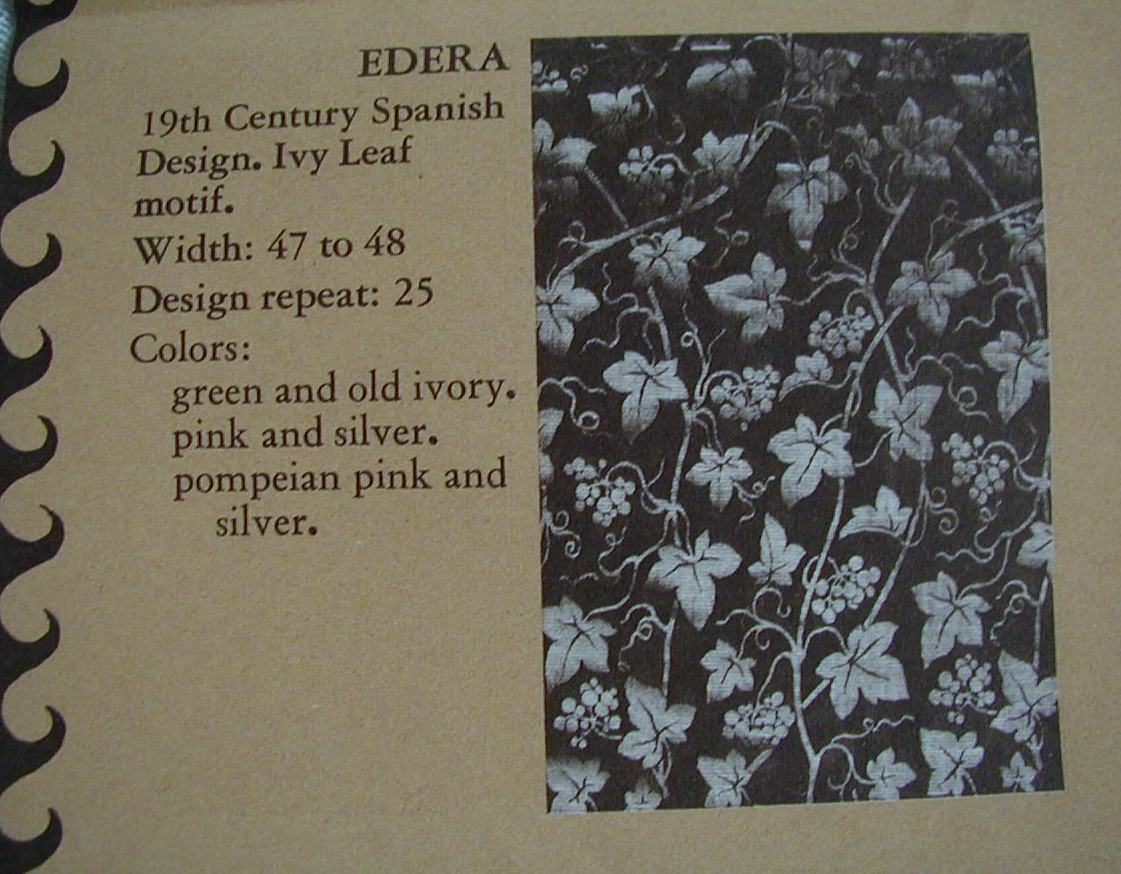 EDERA
19th Century Spanish
Design. Ivy Leaf
motif.
Width: 47 to 48
Design repeat: 25
Colors:
green and old ivory.
pink and silver.
pompeian pink and
silver.